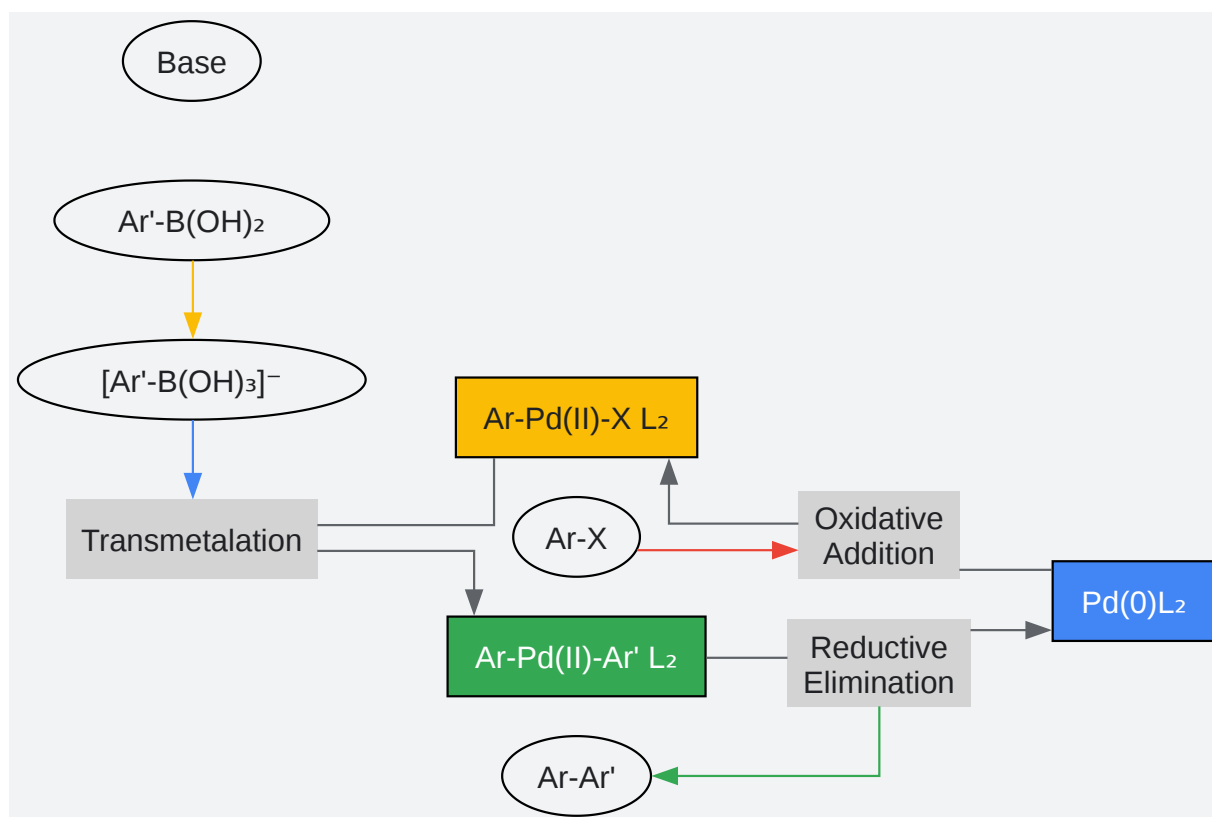 Base
Ar'-B(OH)₂
[Ar'-B(OH)₃]⁻
Ar-Pd(II)-X L₂
Transmetalation
Ar-X
Oxidative
Addition
Pd(0)L₂
Ar-Pd(II)-Ar' L₂
Reductive
Elimination
Ar-Ar'